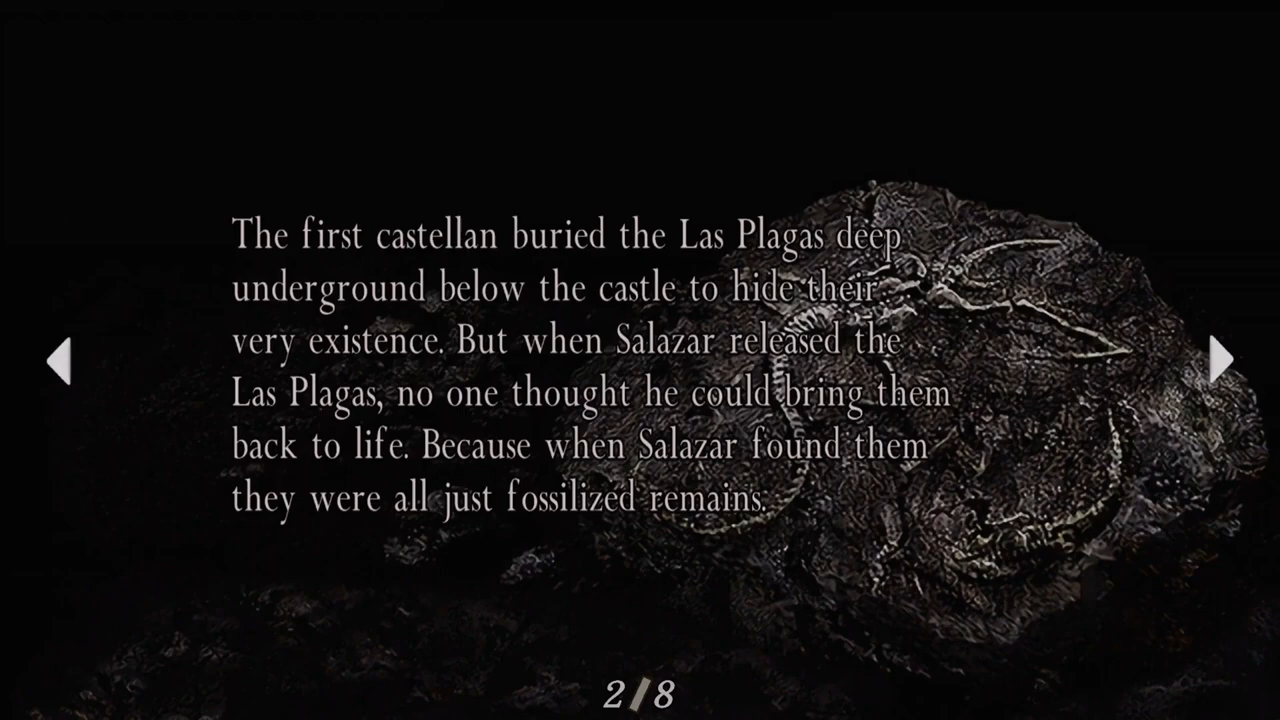 The first castellan buried the Las Plagas deep
underground below the castle to hide their
very existence. But when Salazar released the
Las Plagas, no one thought he could bring them
back to life. Because when Salazar found them
they were all just fossilized remains.
2/8